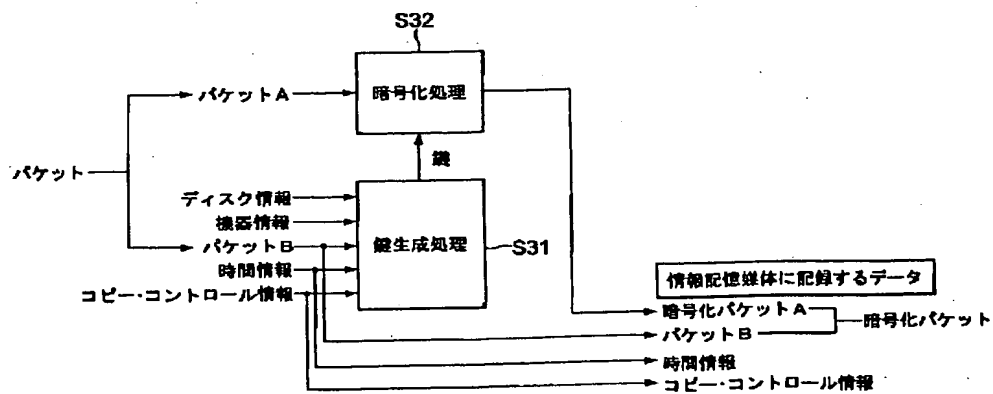 S32
パケットA
暗号化処理
鍵
パケット
ディスク情報
機器情報
パケットB
時間情報
コピー・コントロール情報
鍵生成処理
S31
情報記憶媒体に記録するデータ
暗号化パケットA
パケットB
暗号化パケット
時間情報
コピー・コントロール情報